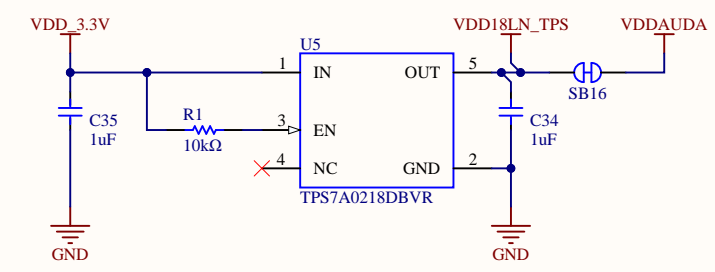 VDD_3.3V
VDD18LN_TPS
VDDAUDA
U5
1
IN
OUT
5
SB16
C35
1uF
R1
10kΩ
3
EN
C34
1uF
4
NC
GND
2
TPS7A0218DBVR
GND
GND